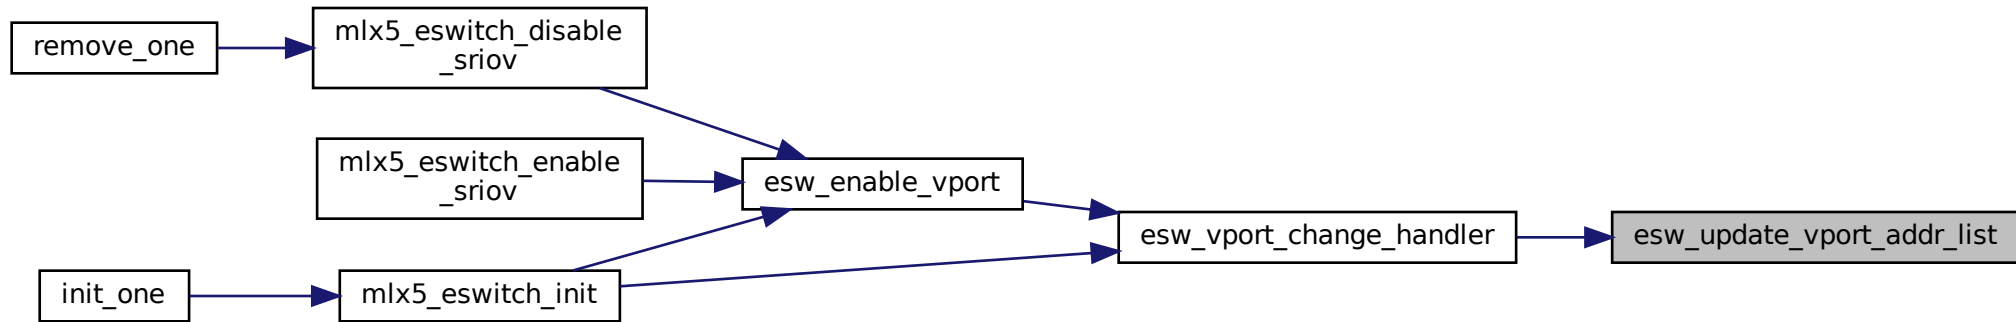 remove_one
mlx5_eswitch_disable
_sriov
mlx5_eswitch_enable
_sriov
esw_enable_vport
esw_vport_change_handler
esw_update_vport_addr_list
init_one
mlx5_eswitch_init